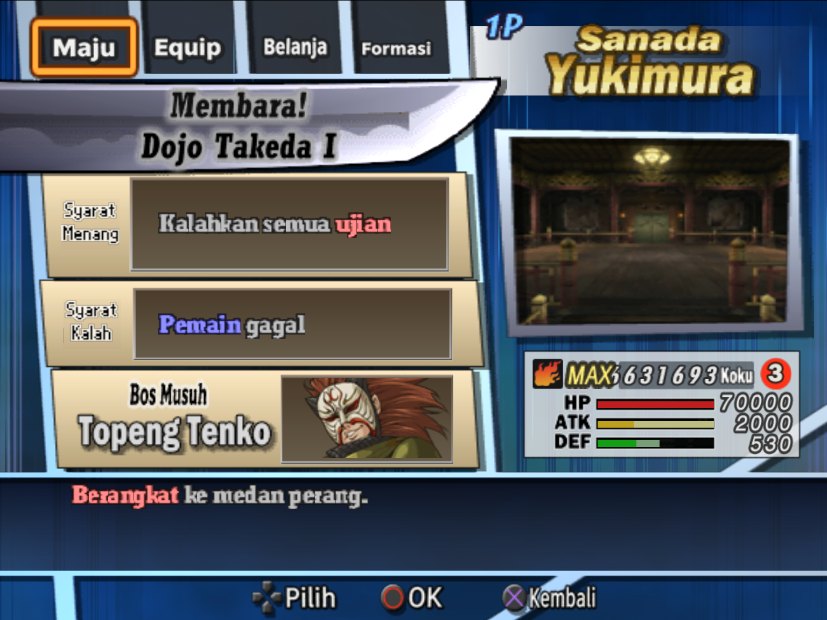 Maju Equip Belanja Formasi
1P
Sanada
Yukimura
Membara!
Dojo Takeda I
Syarat
Menang
Kalahkan semua ujian
Syarat
Kalah
Pemain gagal
Bos Musuh
Topeng Tenko
MAX 6631693 Koku 3
HP 70000
ATK 2000
DEF 530
Berangkat ke medan perang.
Pilih OK Kembali